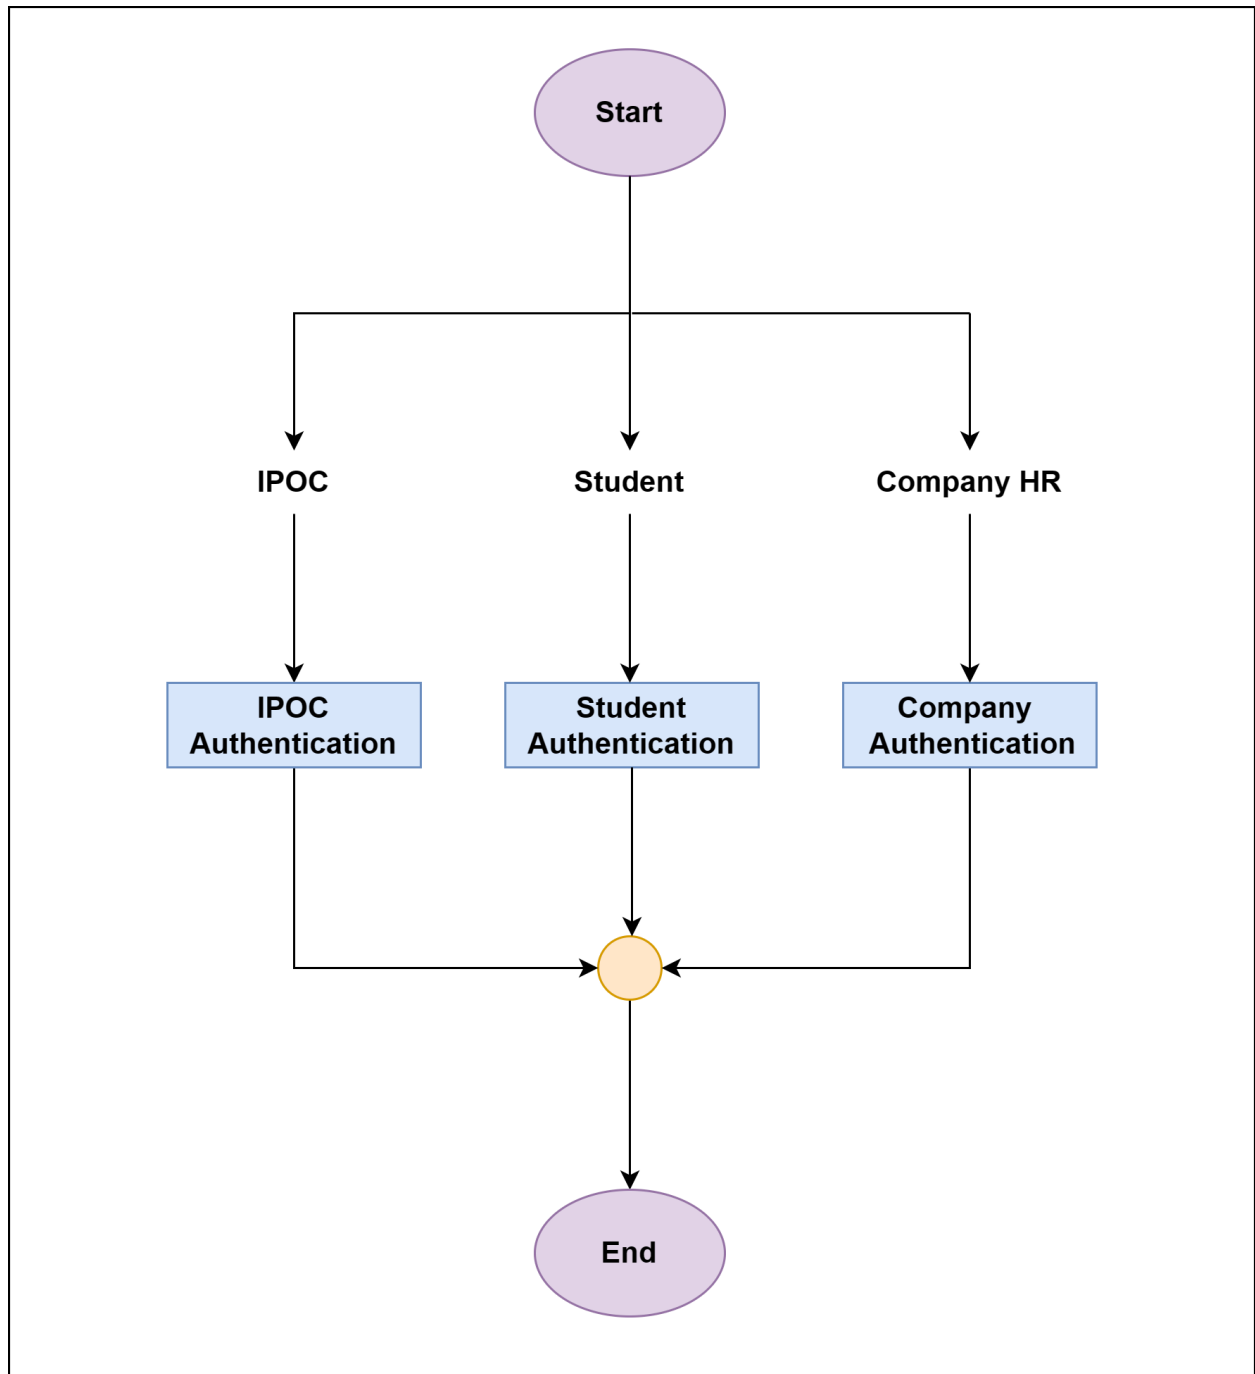 Start
IPOC
Student
Company HR
IPOC
Authentication
Student
Authentication
Company
Authentication
End